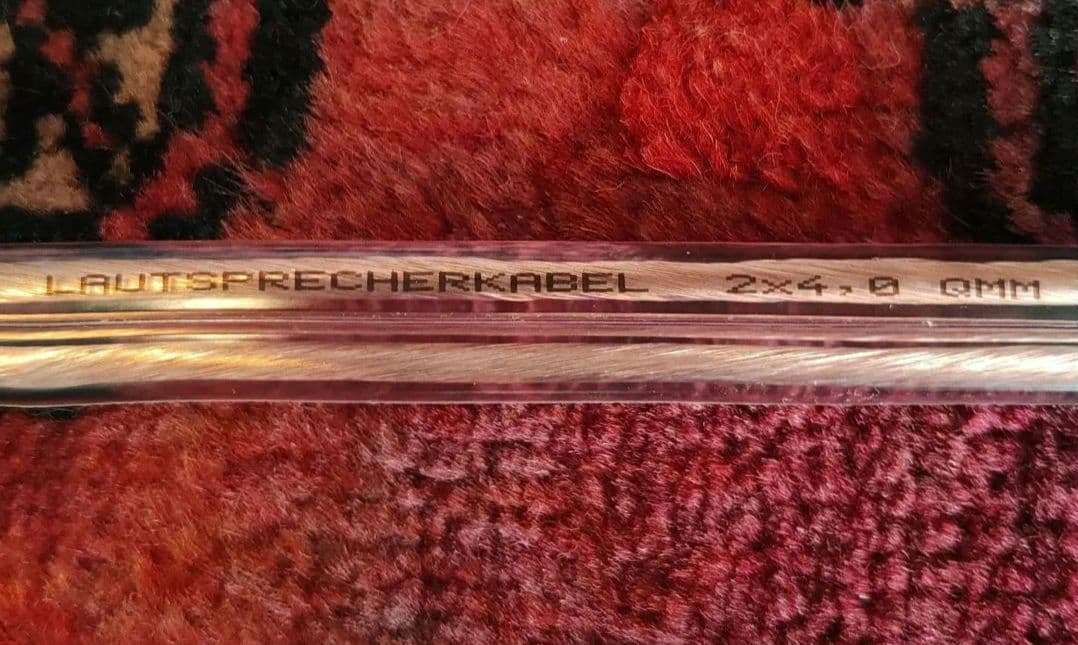 LAUTSPRECHERKABEL 2x4,0 QMM